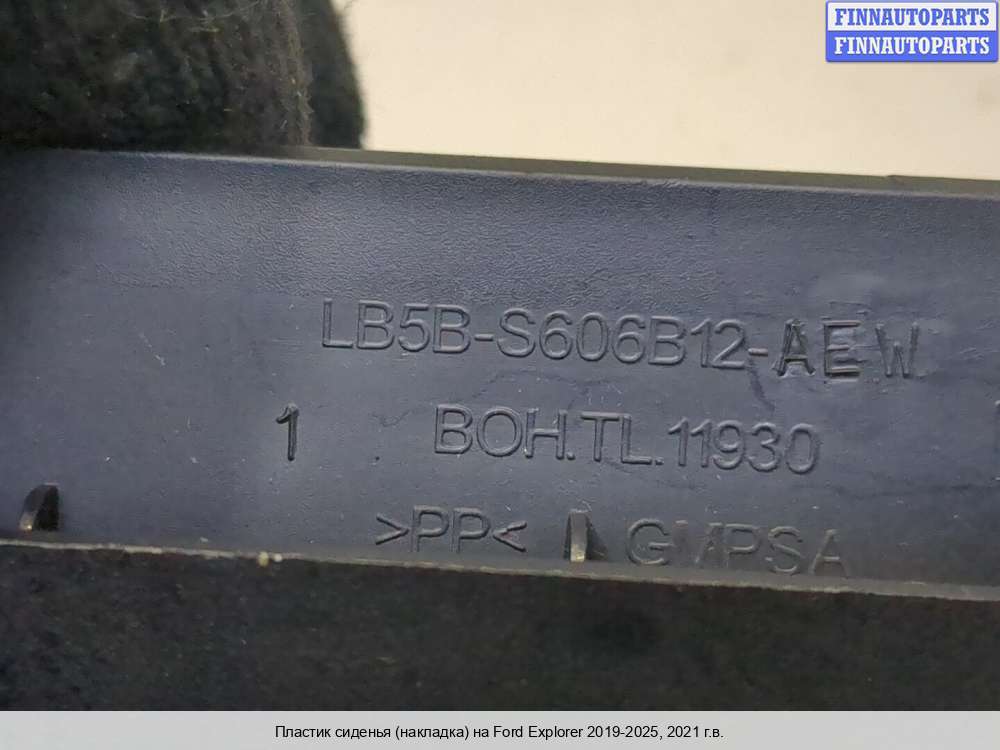 FINNAUTOPARTS
FINNAUTOPARTS
LB5B-S606B12-AEW
1
BOH.TL.11930
>PP<
Пластик сиденья (накладка) на Ford Explorer 2019-2025, 2021 г.в.